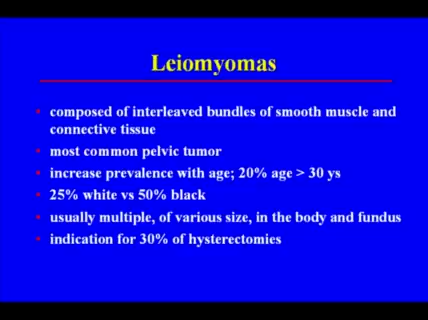 Leiomyomas
composed of interleaved bundles of smooth muscle and
connective tissue
most common pelvic tumor
increase prevalence with age; 20% age > 30 ys
25% white vs 50% black
usually multiple, of various size, in the body and fundus
indication for 30% of hysterectomies